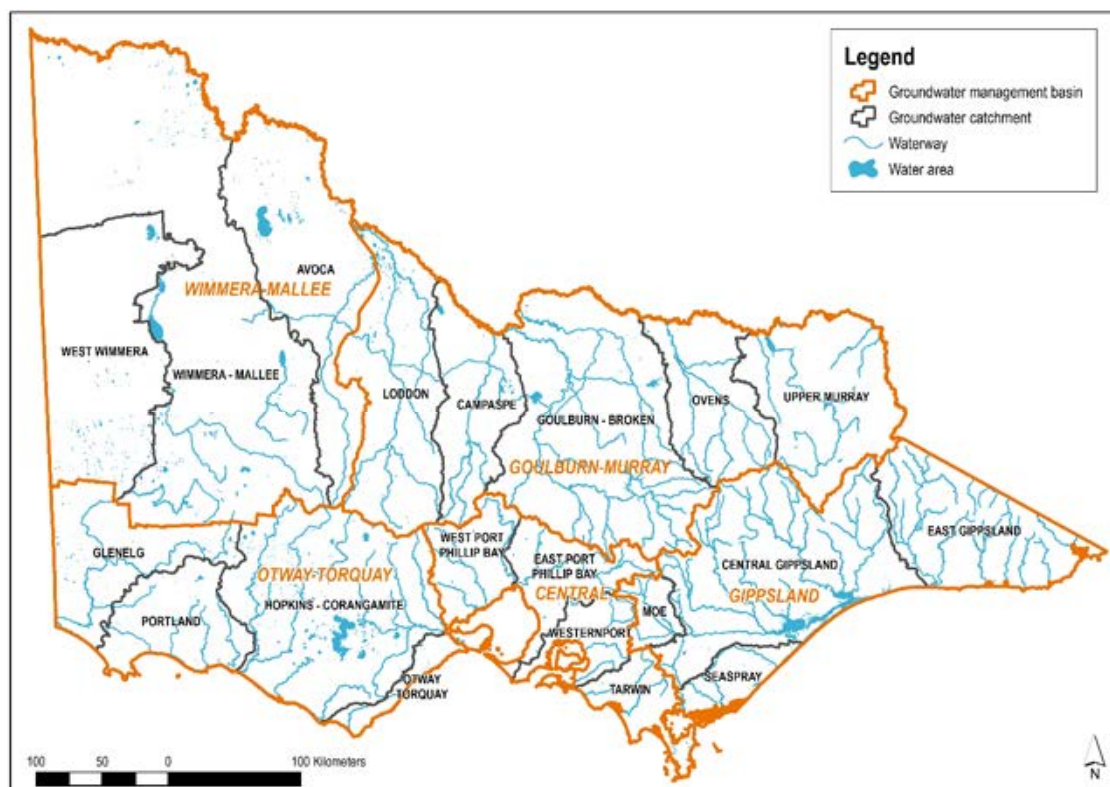 Legend
Groundwater management basin
Groundwater catchment
Waterway
Water area
AVOCA
WIMMERA-MALLEE
WEST WIMMERA
WIMMERA - MALLEE
LODDON
CAMPASPE
GOULBURN - BROKEN
OVENS
UPPER MURRAY
GOULBURN-MURRAY
EAST GIPPSLAND
GLENELG
WEST PORT
PHILLIP BAY
EAST PORT
PHILLIP BAY
CENTRAL GIPPSLAND
OTWAY-TORQUAY
CENTRAL
GIPPSLAND
HOPKINS - CORANGAMITE
MOE
PORTLAND
WESTERNPORT
SEASPRAY
OTWAY
TORQUAY
TARWIN
100 50 0 100 Kilometers
N